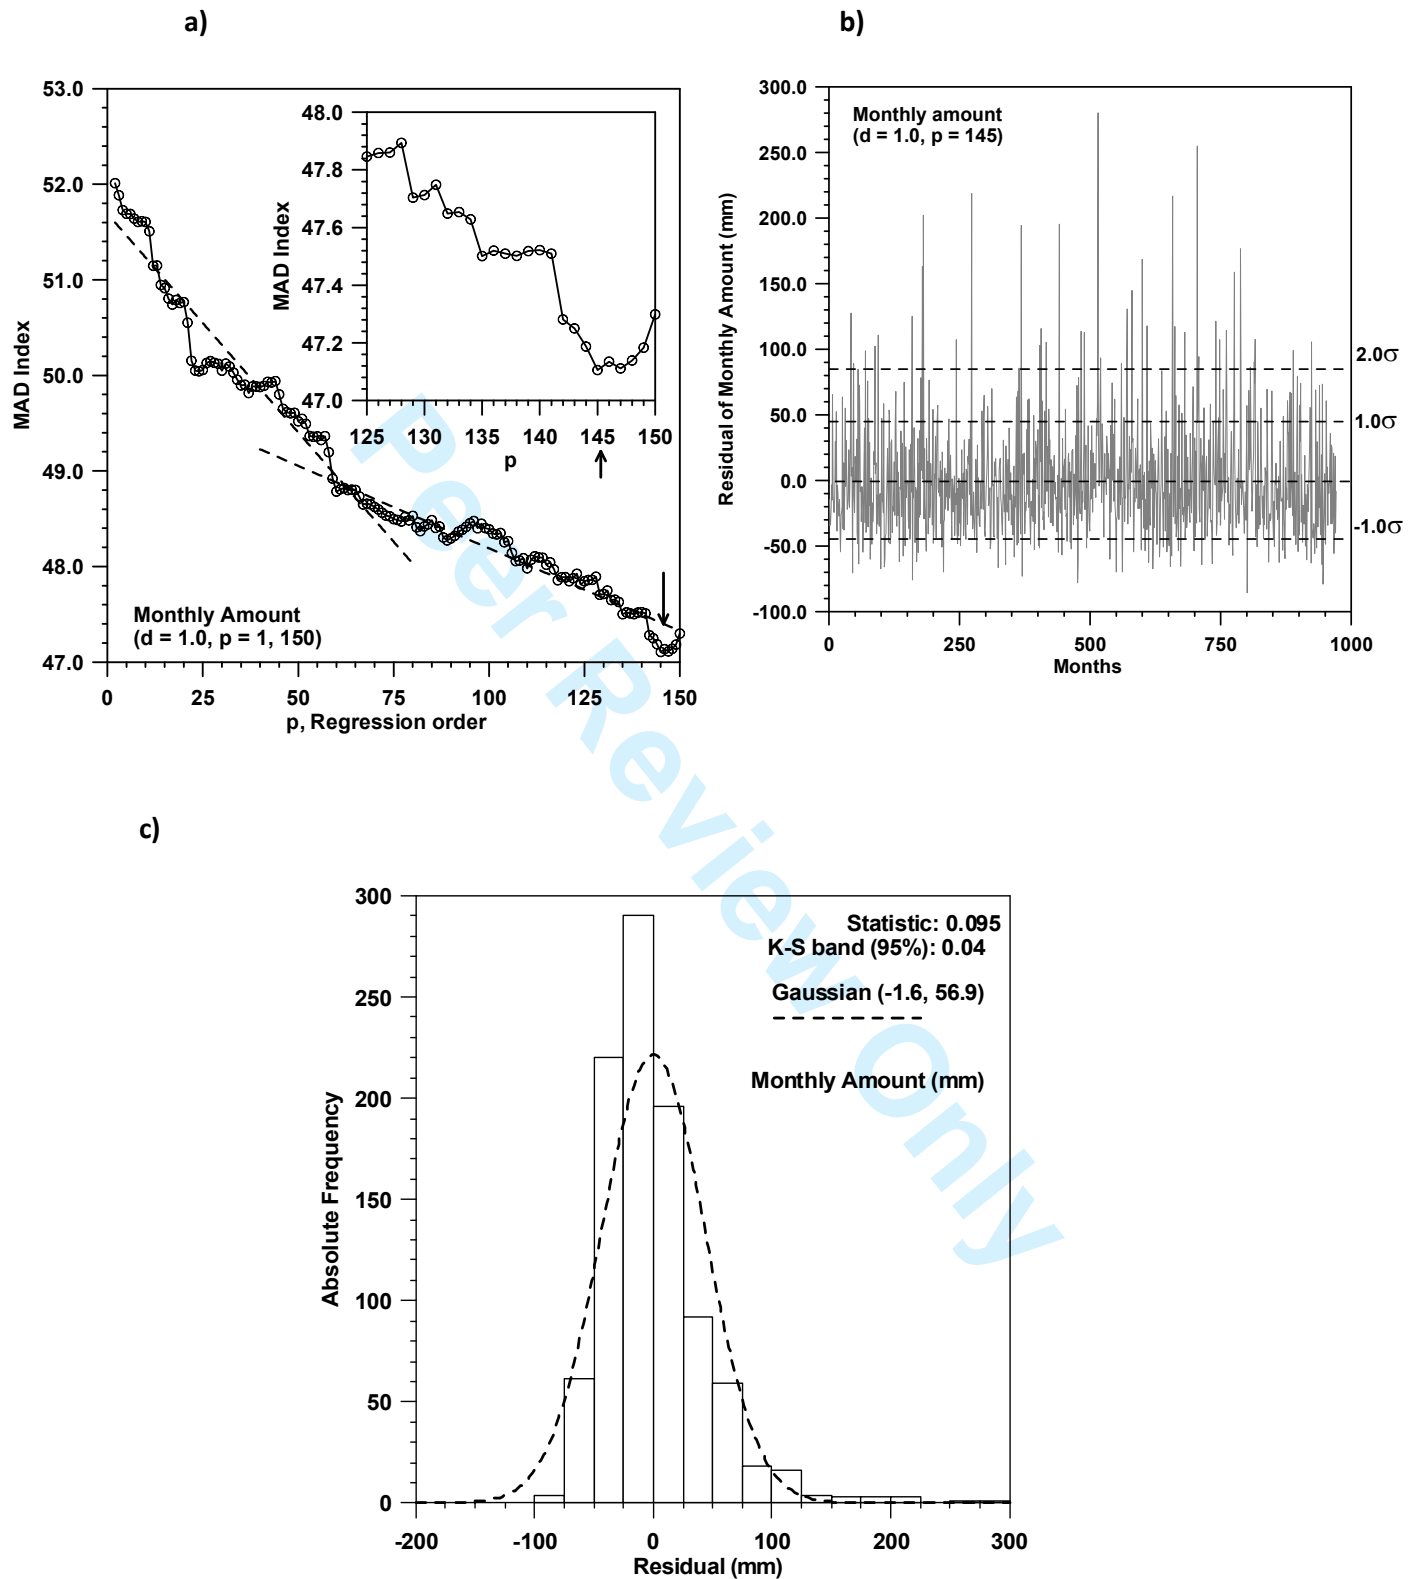 a)
53.0
52.0
51.0
50.0
49.0
48.0
47.0
MAD Index
0
25
50
75
100
125
150
p, Regression order
Monthly Amount
(d = 1.0, p = 1, 150)
48.0
47.8
47.6
47.4
47.2
47.0
MAD Index
125
130
135
140
145
150
p
b)
300.0
250.0
200.0
150.0
100.0
50.0
0.0
-50.0
-100.0
Residual of Monthly Amount (mm)
Monthly amount
(d = 1.0, p = 145)
2.0σ
1.0σ
-1.0σ
0
250
500
750
1000
Months
c)
300
250
200
150
100
50
0
Absolute Frequency
Statistic: 0.095
K-S band (95%): 0.04
Gaussian (-1.6, 56.9)
Monthly Amount (mm)
-200
-100
0
100
200
300
Residual (mm)
Peer Review Only